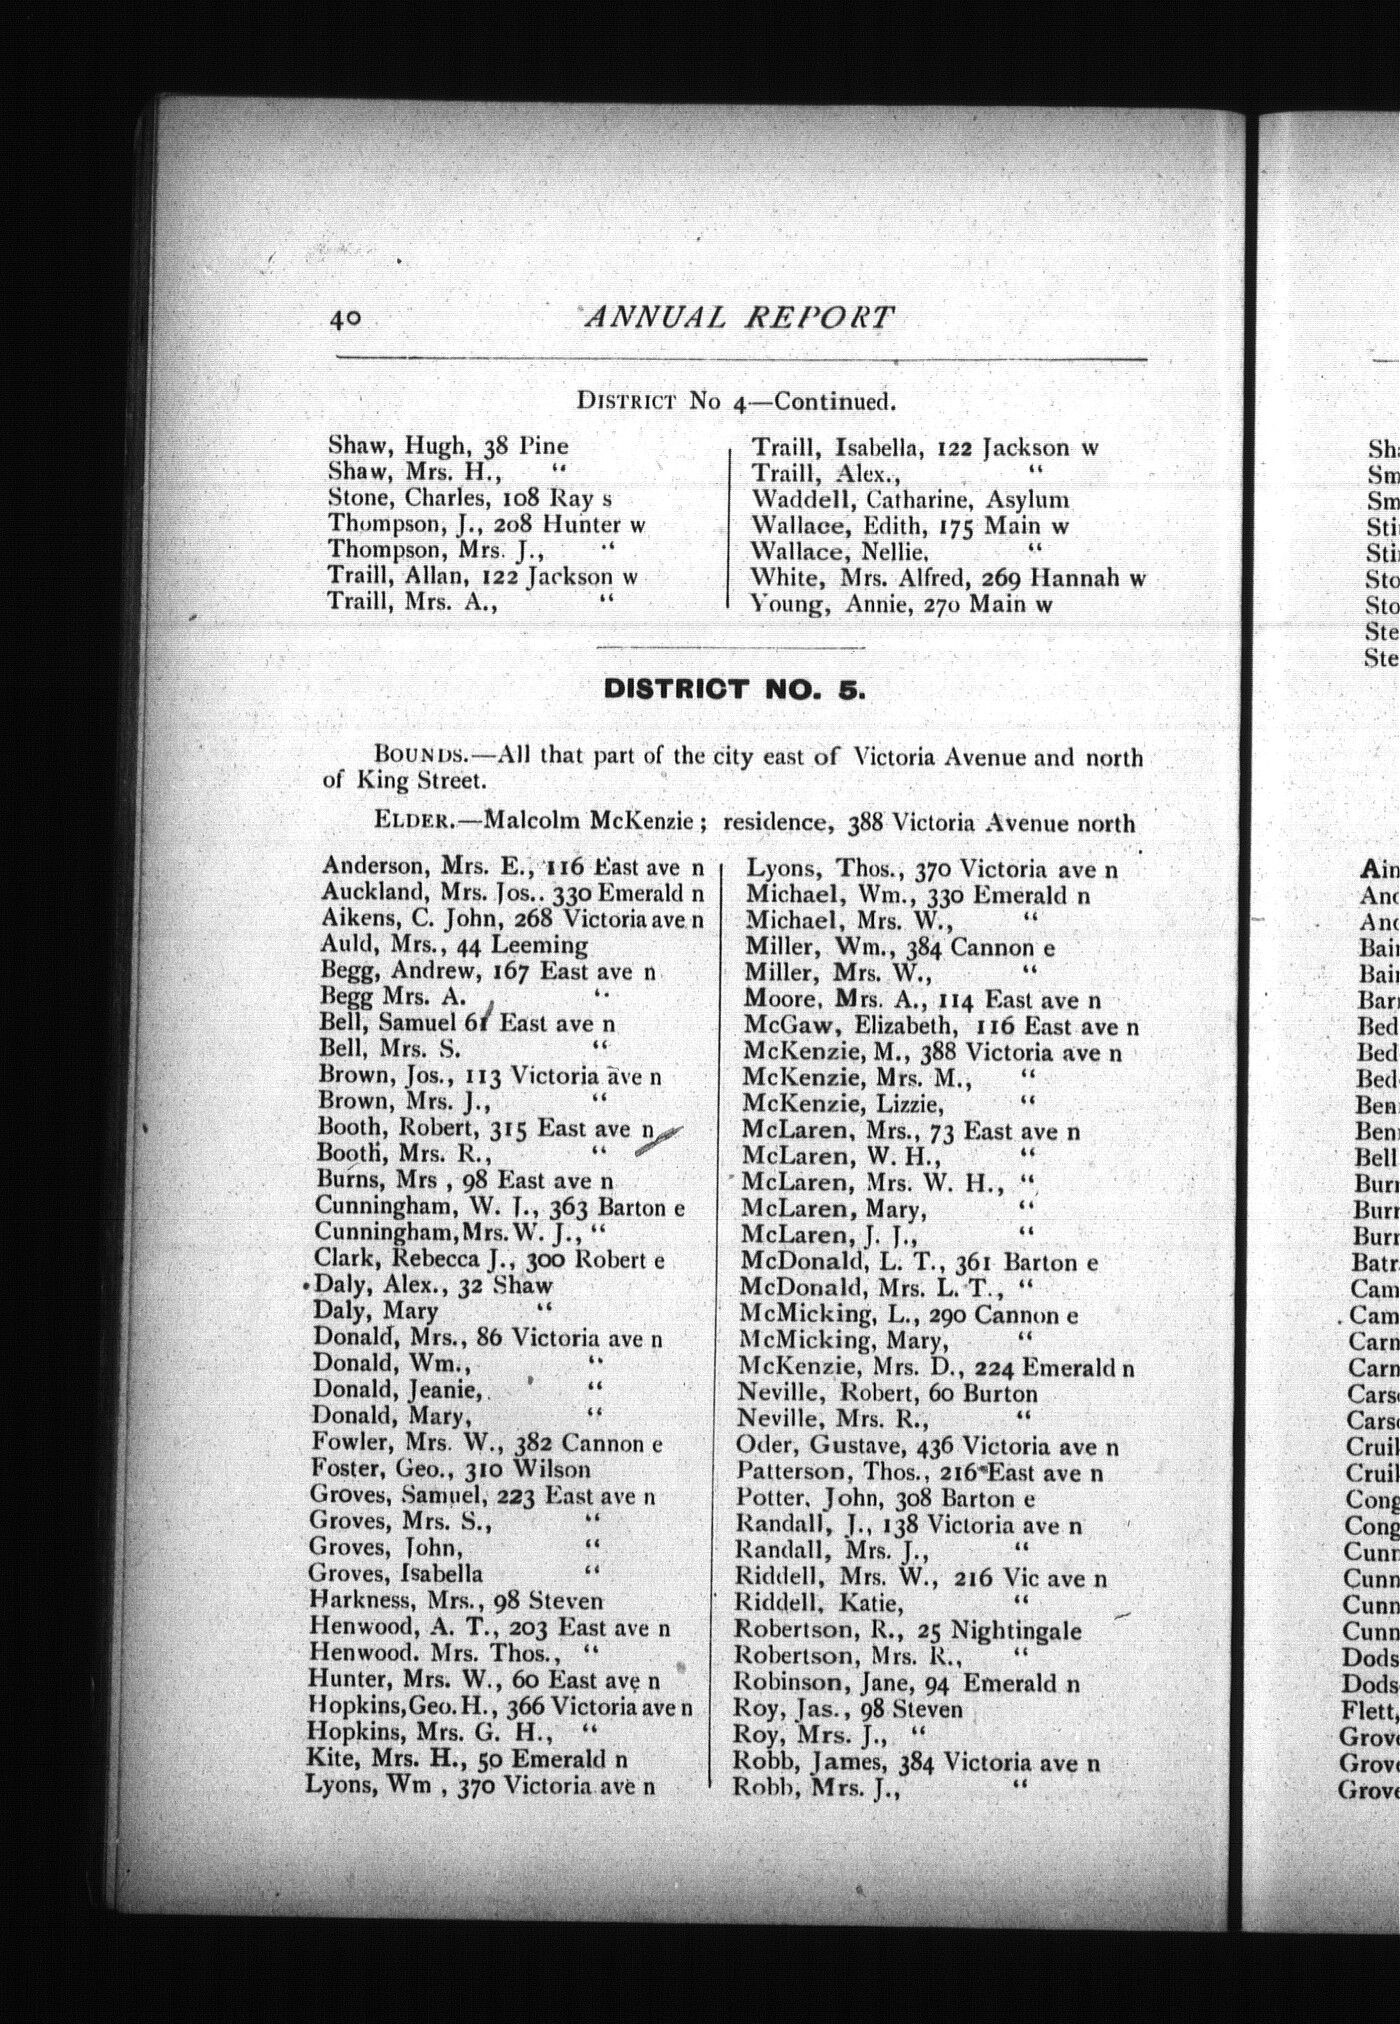 40
ANNUAL REPORT
DISTRICT No 4—Continued.
Shaw, Hugh, 38 Pine
Shaw, Mrs. H., “
Stone, Charles, 108 Ray s
Thompson, J., 208 Hunter w
Thompson, Mrs. J., “
Traill, Allan, 122 Jackson w
Traill, Mrs. A., “
Traill, Isabella, 122 Jackson w
Traill, Alex., “
Waddell, Catharine, Asylum
Wallace, Edith, 175 Main w
Wallace, Nellie, “
White, Mrs. Alfred, 269 Hannah w
Young, Annie, 270 Main w
DISTRICT NO. 5.
BOUNDS.—All that part of the city east of Victoria Avenue and north
of King Street.
ELDER.—Malcolm McKenzie; residence, 388 Victoria Avenue north
Anderson, Mrs. E., 116 East ave n
Auckland, Mrs. Jos.. 330 Emerald n
Aikens, C. John, 268 Victoria ave n
Auld, Mrs., 44 Leeming
Begg, Andrew, 167 East ave n
Begg Mrs. A. “
Bell, Samuel 61 East ave n
Bell, Mrs. S. “
Brown, Jos., 113 Victoria ave n
Brown, Mrs. J., “
Booth, Robert, 315 East ave n
Booth, Mrs. R., “
Burns, Mrs , 98 East ave n
Cunningham, W. J., 363 Barton e
Cunningham, Mrs. W. J., “
Clark, Rebecca J., 300 Robert e
Daly, Alex., 32 Shaw
Daly, Mary “
Donald, Mrs., 86 Victoria ave n
Donald, Wm., “
Donald, Jeanie, “
Donald, Mary, “
Fowler, Mrs. W., 382 Cannon e
Foster, Geo., 310 Wilson
Groves, Samuel, 223 East ave n
Groves, Mrs. S., “
Groves, John, “
Groves, Isabella “
Harkness, Mrs., 98 Steven
Henwood, A. T., 203 East ave n
Henwood. Mrs. Thos., “
Hunter, Mrs. W., 60 East ave n
Hopkins, Geo. H., 366 Victoria ave n
Hopkins, Mrs. G. H., “
Kite, Mrs. H., 50 Emerald n
Lyons, Wm , 370 Victoria ave n
Lyons, Thos., 370 Victoria ave n
Michael, Wm., 330 Emerald n
Michael, Mrs. W., “
Miller, Wm., 384 Cannon e
Miller, Mrs. W., “
Moore, Mrs. A., 114 East ave n
McGaw, Elizabeth, 116 East ave n
McKenzie, M., 388 Victoria ave n
McKenzie, Mrs. M., “
McKenzie, Lizzie, “
McLaren, Mrs., 73 East ave n
McLaren, W. H., “
McLaren, Mrs. W. H., “
McLaren, Mary, “
McLaren, J. J., “
McDonald, L. T., 361 Barton e
McDonald, Mrs. L. T., “
McMicking, L., 290 Cannon e
McMicking, Mary, “
McKenzie, Mrs. D., 224 Emerald n
Neville, Robert, 60 Burton
Neville, Mrs. R., “
Oder, Gustave, 436 Victoria ave n
Patterson, Thos., 216 East ave n
Potter, John, 308 Barton e
Randall, J., 138 Victoria ave n
Randall, Mrs. J., “
Riddell, Mrs. W., 216 Vic ave n
Riddell, Katie, “
Robertson, R., 25 Nightingale
Robertson, Mrs. R., “
Robinson, Jane, 94 Emerald n
Roy, Jas., 98 Steven
Roy, Mrs. J., “
Robb, James, 384 Victoria ave n
Robb, Mrs. J., “